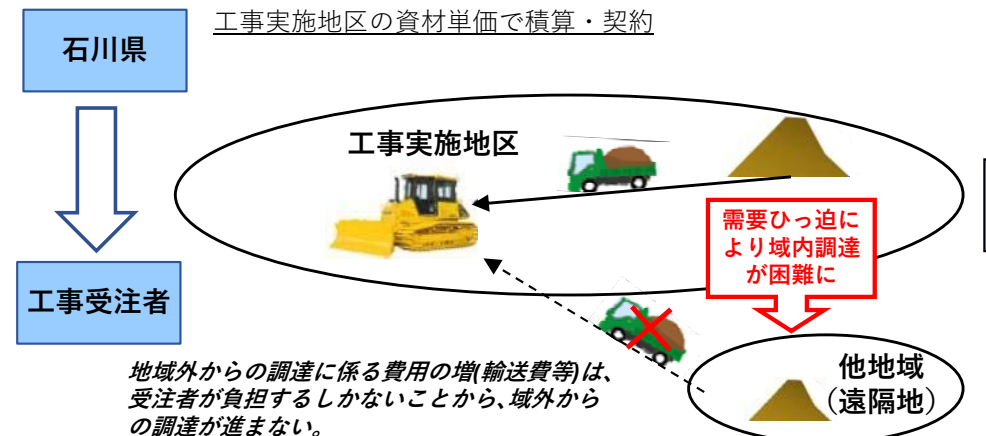 工事実施地区の資材単価で積算・契約
石川県
工事実施地区
需要ひっ迫に
より域内調達
が困難に
工事受注者
他地域
（遠隔地）
地域外からの調達に係る費用の増(輸送費等)は、
受注者が負担するしかないことから、域外から
の調達が進まない。